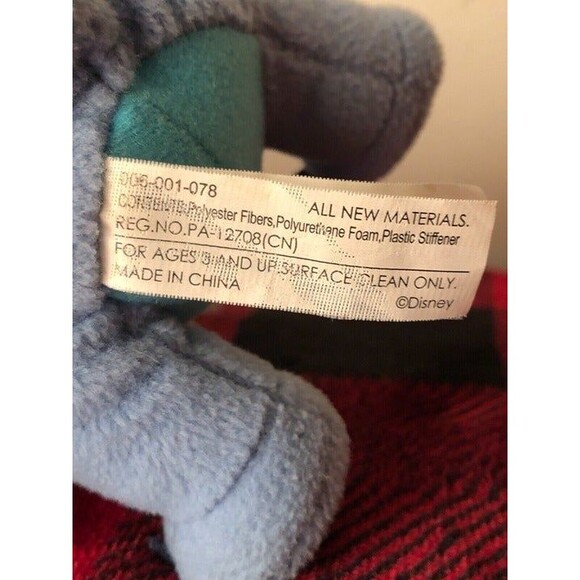 006-001-078
ALL NEW MATERIALS.
CONTENTS:Polyester Fibers,Polyurethane Foam,Plastic Stiffener
REG.NO.PA-12708(CN)
FOR AGES 3 AND UP.SURFACE CLEAN ONLY.
MADE IN CHINA
©Disney